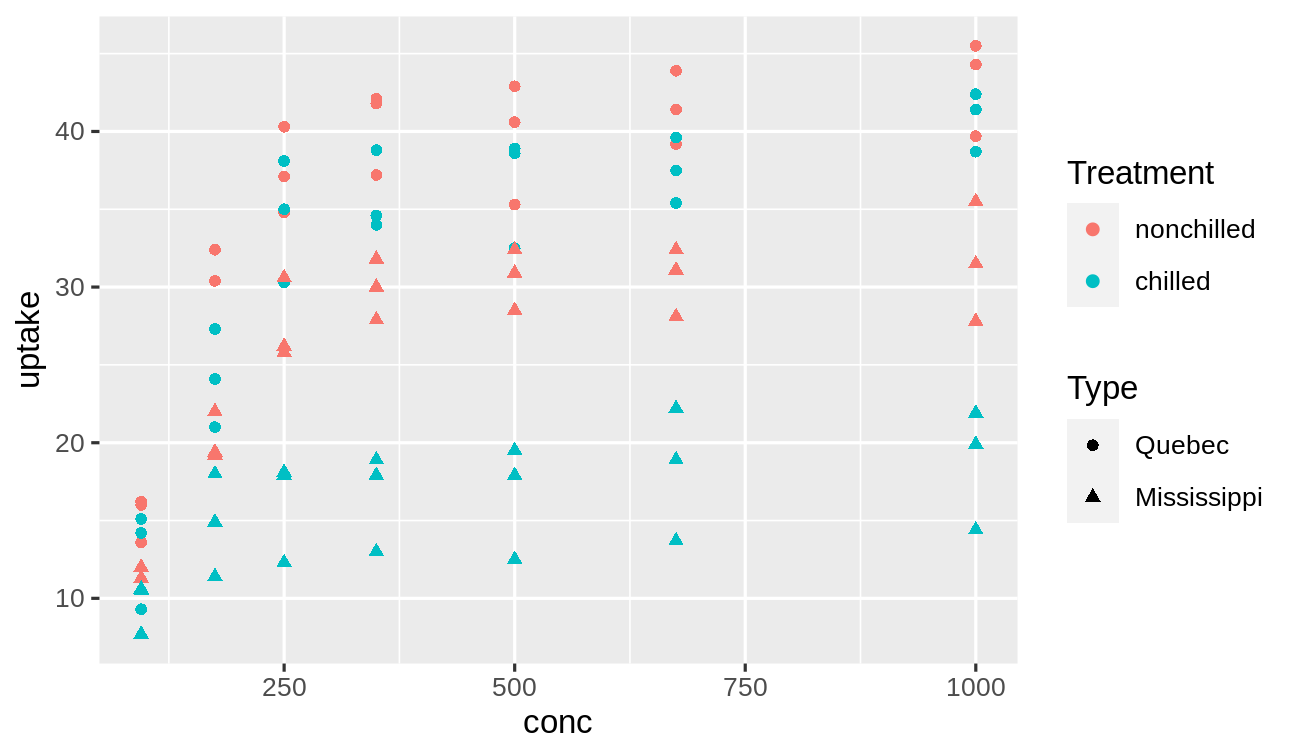 40
30
20
10
uptake
250
500
750
1000
conc
Treatment
nonchilled
chilled
Type
Quebec
Mississippi